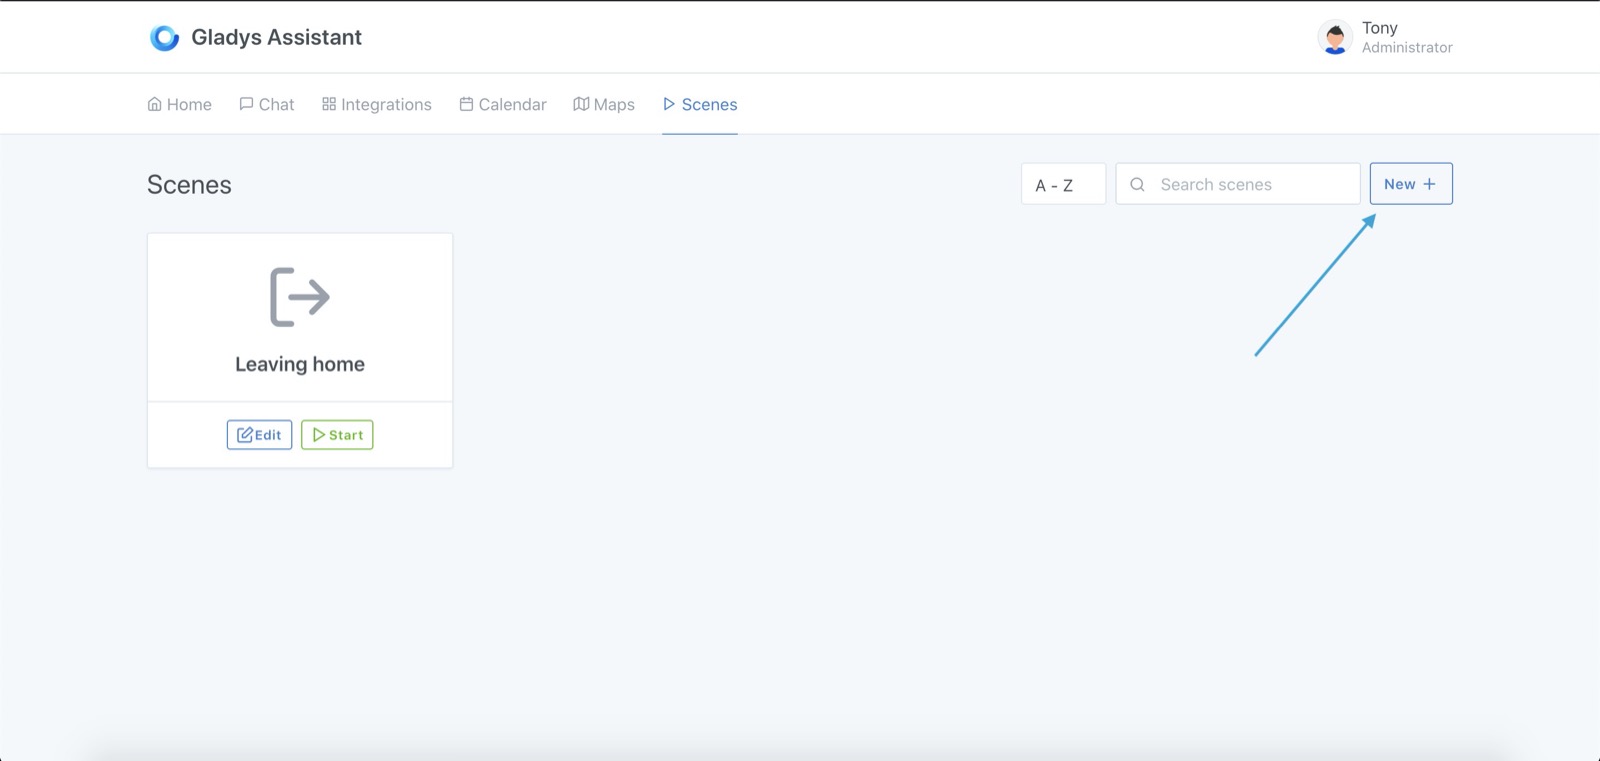 Gladys Assistant
Tony
Administrator
Home Chat Integrations Calendar Maps Scenes
Scenes
A - Z Search scenes New +
Leaving home
Edit Start